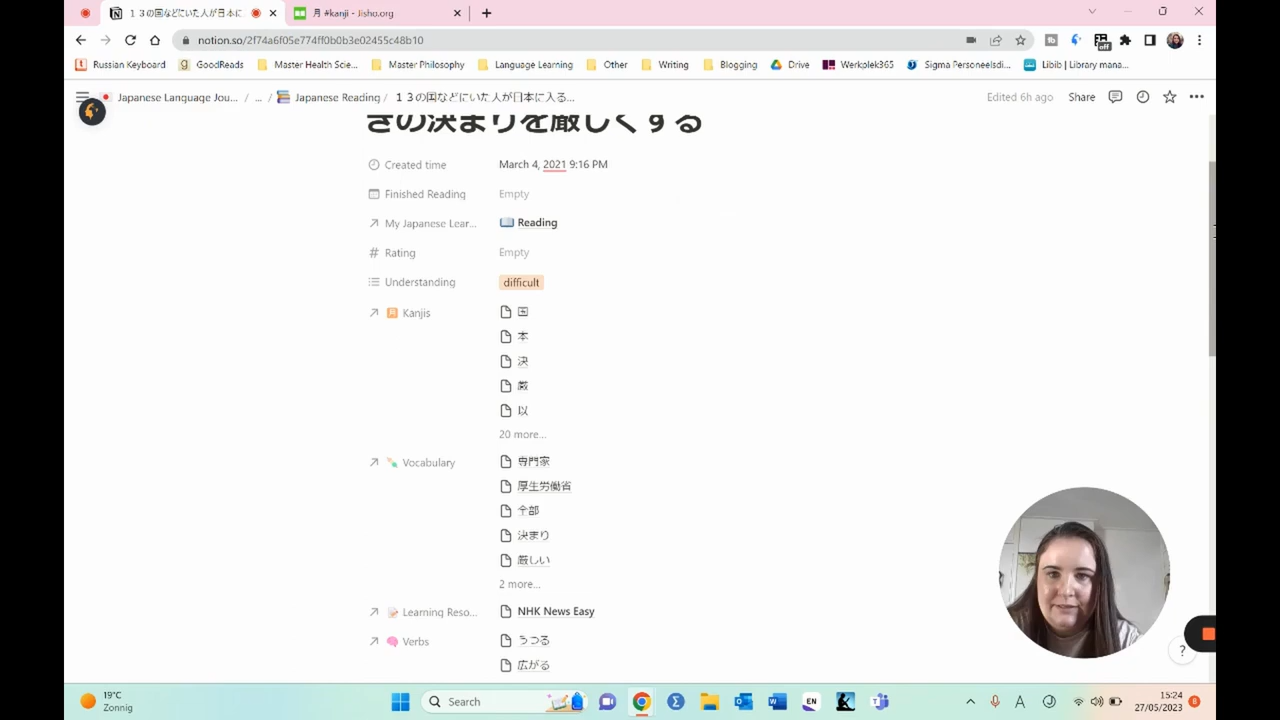 １３の国などにいた人が日本に
月 #kanji - Jisho.org
notion.so/2f74a6f05e774ff0b0b3e02455c48b10
off
Russian Keyboard
GoodReads
Master Health Scie...
Master Philosophy
Language Learning
Other
Writing
Blogging
Drive
Werkplek365
Sigma Personeelsdi...
Libib | Library mana...
Japanese Language Jou... / ... / Japanese Reading / １３の国などにいた人が日本に入る...
Edited 6h ago
Share
きの決まりを厳しくする
Created time March 4, 2021 9:16 PM
Finished Reading Empty
My Japanese Lear... Reading
Rating Empty
Understanding difficult
Kanjis 国
本
決
厳
以
20 more...
Vocabulary 専門家
厚生労働省
全部
決まり
厳しい
2 more...
Learning Reso... NHK News Easy
Verbs うつる
広がる
?
19°C
Zonnig
Search
EN
A
15:24
27/05/2023
8